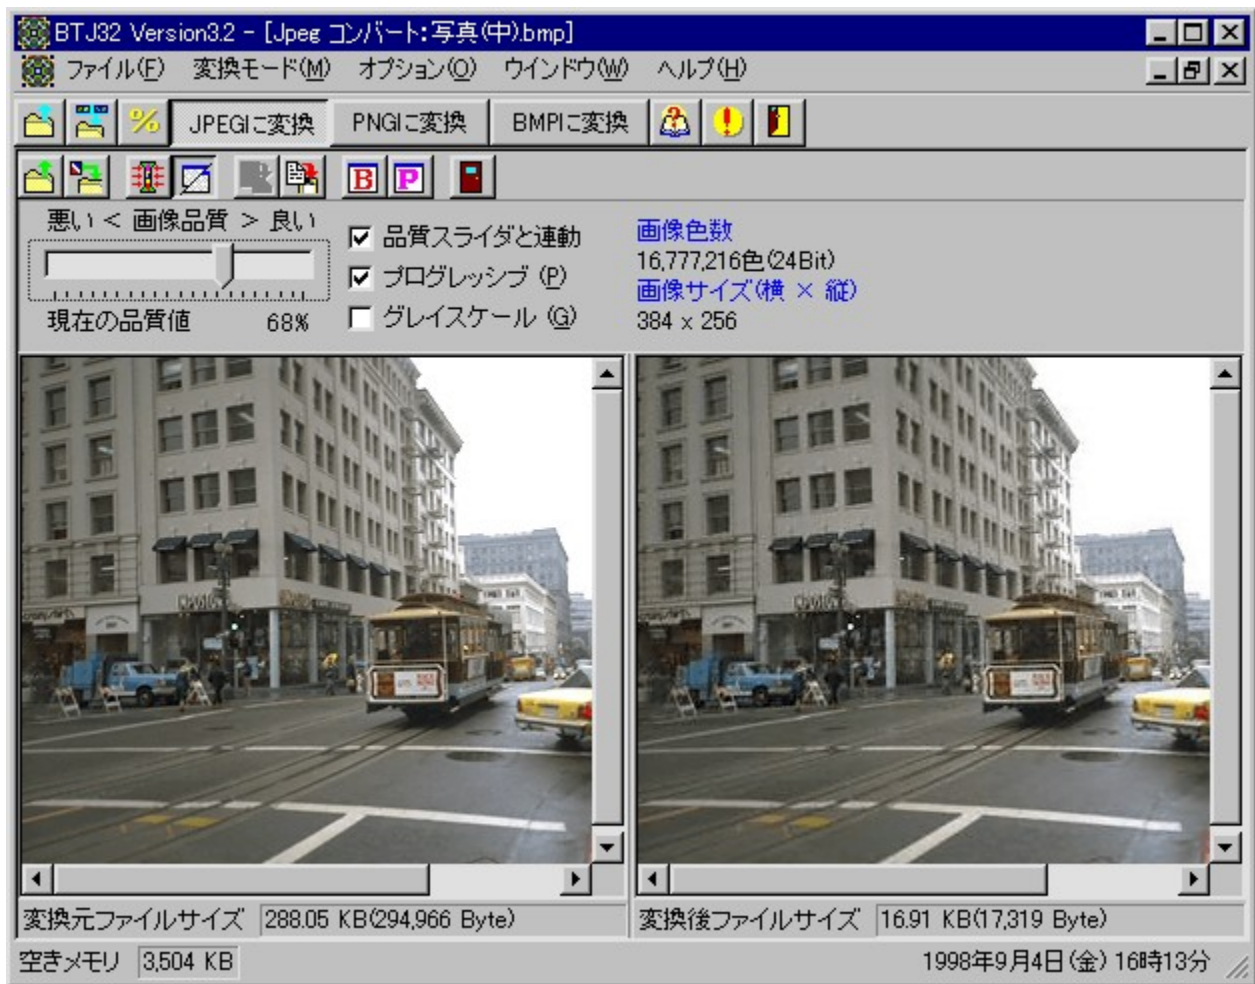 BTJ32 Version3.2 - [Jpeg コンバート:写真(中).bmp]
ファイル(F) 変換モード(M) オプション(O) ウインドウ(W) ヘルプ(H)
% JPEGに変換 PNGに変換 BMPに変換
B P
悪い < 画像品質 > 良い
現在の品質値 68%
品質スライダと連動
プログレッシブ (P)
グレイスケール (G)
画像色数
16,777,216色(24Bit)
画像サイズ(横 × 縦)
384 x 256
変換元ファイルサイズ 288.05 KB(294,966 Byte)
変換後ファイルサイズ 16.91 KB(17,319 Byte)
空きメモリ 3,504 KB
1998年9月4日(金) 16時13分